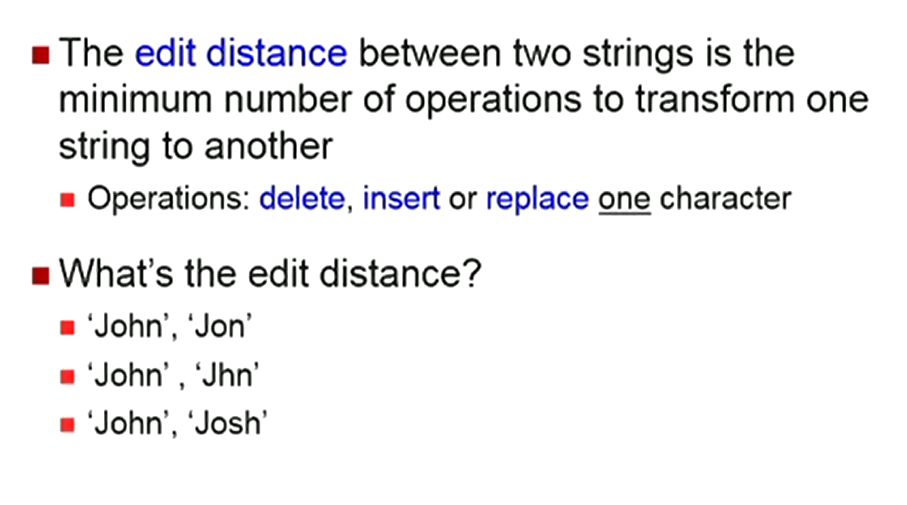 The edit distance between two strings is the
minimum number of operations to transform one
string to another
Operations: delete, insert or replace one character
What's the edit distance?
‘John’, ‘Jon’
‘John’ , ‘Jhn’
‘John’, ‘Josh’